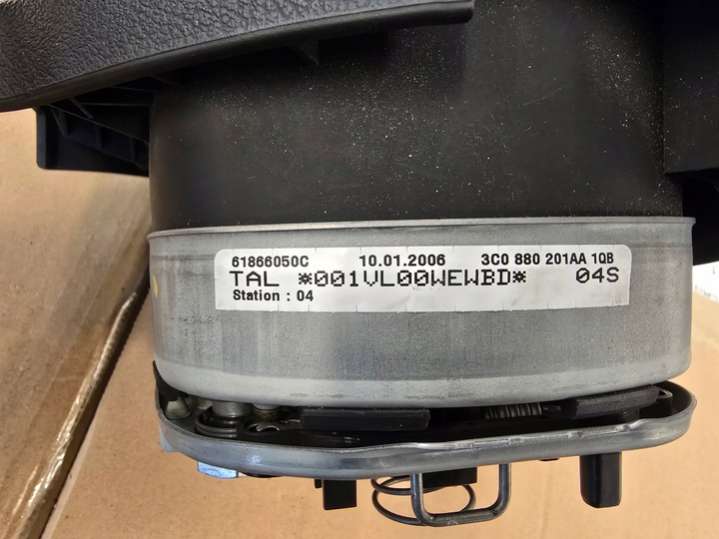 61866050C 10.01.2006 3C0 880 201AA 1QB
TAL *001VL00WEWBD* 04S
Station : 04